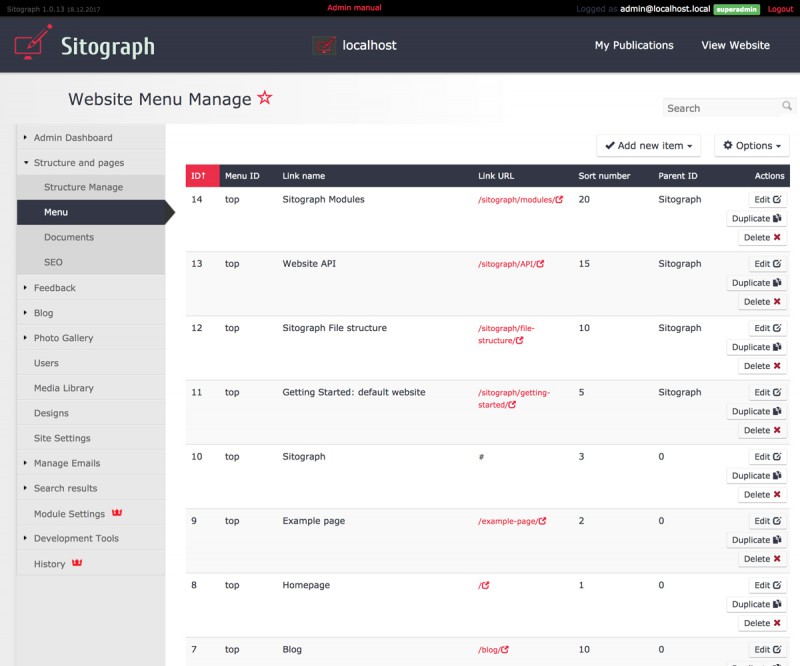 Sitograph 1.0.13 18.12.2017
Admin manual
Logged as admin@localhost.local superadmin Logout
Sitograph
localhost
My Publications
View Website
Website Menu Manage
Search
Admin Dashboard
Structure and pages
Structure Manage
Menu
Documents
SEO
Feedback
Blog
Photo Gallery
Users
Media Library
Designs
Site Settings
Manage Emails
Search results
Module Settings
Development Tools
History
Add new item
Options
ID↑ Menu ID Link name Link URL Sort number Parent ID Actions
14 top Sitograph Modules /sitograph/modules/ 20 Sitograph Edit
Duplicate
Delete
13 top Website API /sitograph/API/ 15 Sitograph Edit
Duplicate
Delete
12 top Sitograph File structure /sitograph/file- 10 Sitograph Edit
structure/ Duplicate
Delete
11 top Getting Started: default website /sitograph/getting- 5 Sitograph Edit
started/ Duplicate
Delete
10 top Sitograph # 3 0 Edit
Duplicate
Delete
9 top Example page /example-page/ 2 0 Edit
Duplicate
Delete
8 top Homepage / 1 0 Edit
Duplicate
Delete
7 top Blog /blog/ 10 0 Edit
Duplicate